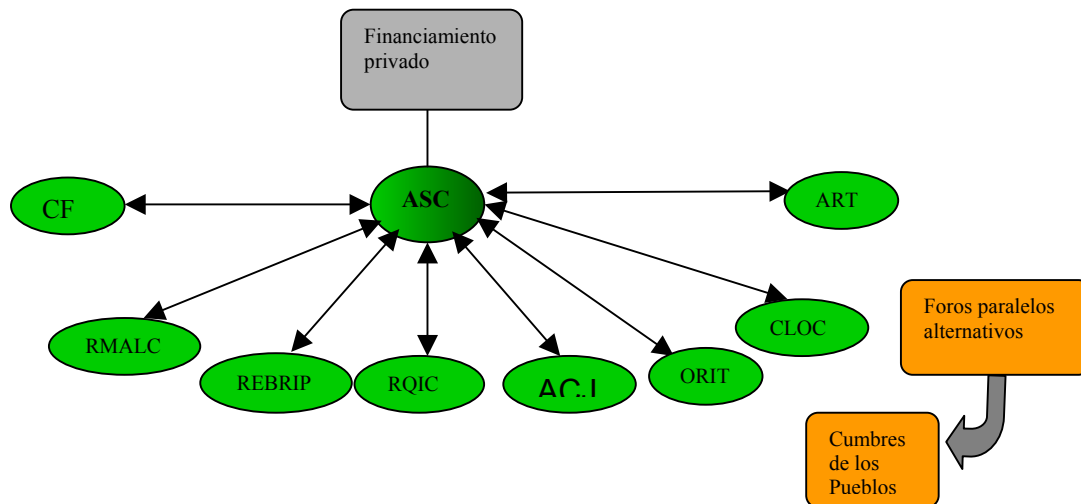 Financiamiento
privado
ASC
CF
ART
RMALC
REBRIP
RQIC
ORIT
CLOC
Foros paralelos
alternativos
Cumbres
de los
Pueblos